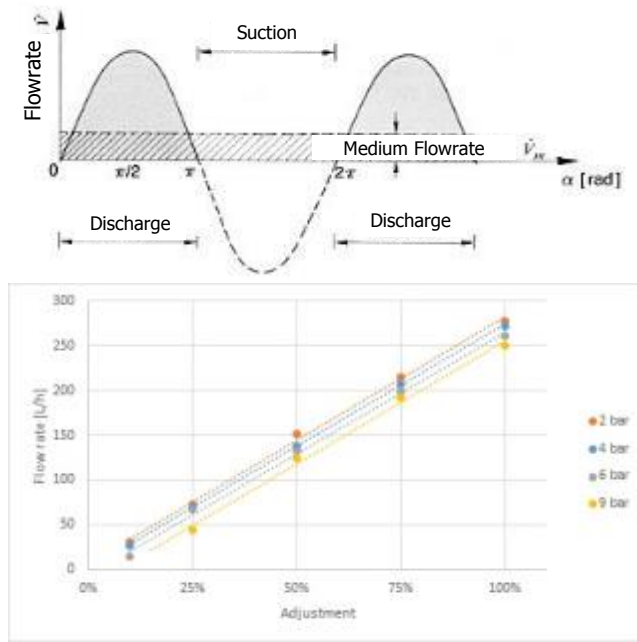 V̇
Flowrate
Suction
Medium Flowrate
V̇m
0
π/2
π
2π
α [rad]
Discharge
Discharge
300
250
200
150
100
50
0
Flow rate [L/h]
0%
25%
50%
75%
100%
Adjustment
2 bar
4 bar
6 bar
9 bar